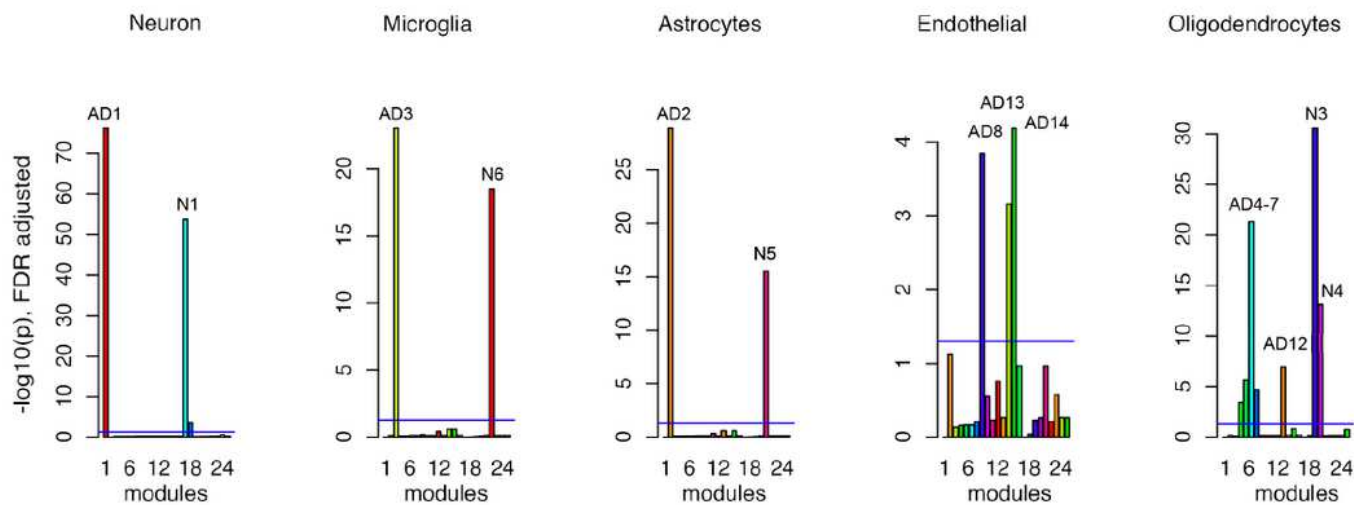 Neuron
Microglia
Astrocytes
Endothelial
Oligodendrocytes
-log10(p), FDR adjusted
AD1
N1
70
60
50
40
30
20
10
0
1 6 12 18 24
modules
AD3
N6
20
15
10
5
0
1 6 12 18 24
modules
AD2
N5
25
20
15
10
5
0
1 6 12 18 24
modules
AD13
AD8 AD14
4
3
2
1
0
1 6 12 18 24
modules
N3
AD4-7
N4
AD12
30
25
20
15
10
5
0
1 6 12 18 24
modules